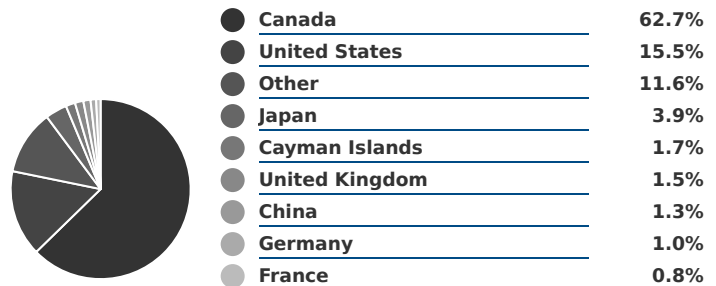 Canada 62.7%
United States 15.5%
Other 11.6%
Japan 3.9%
Cayman Islands 1.7%
United Kingdom 1.5%
China 1.3%
Germany 1.0%
France 0.8%